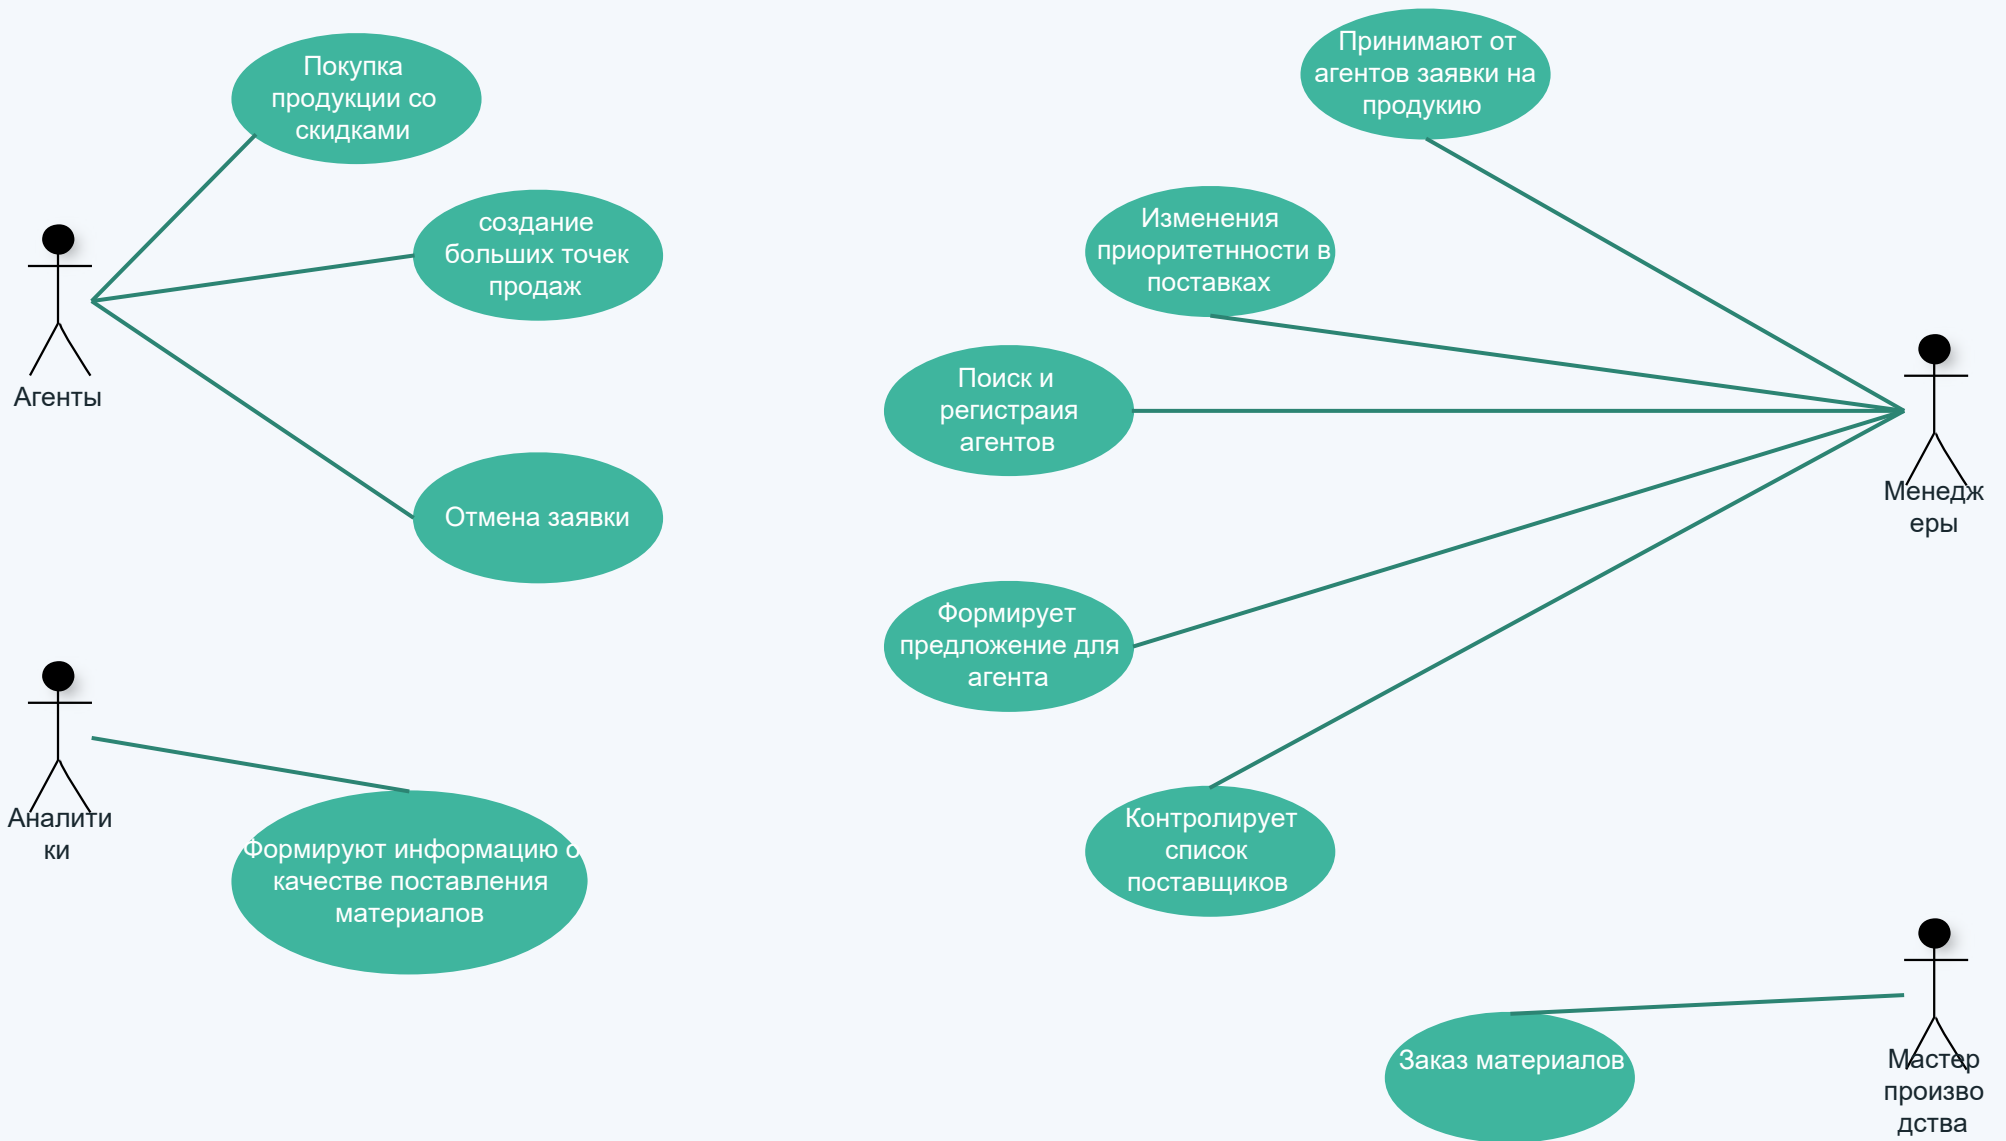 Покупка
продукции со
скидками
создание
больших точек
продаж
Агенты
Отмена заявки
Аналити
ки
Формируют информацию о
качестве поставления
материалов
Принимают от
агентов заявки на
продукию
Изменения
приоритетнности в
поставках
Поиск и
регистраия
агентов
Менедж
еры
Формирует
предложение для
агента
Контролирует
список
поставщиков
Заказ материалов
Мастер
произво
дства